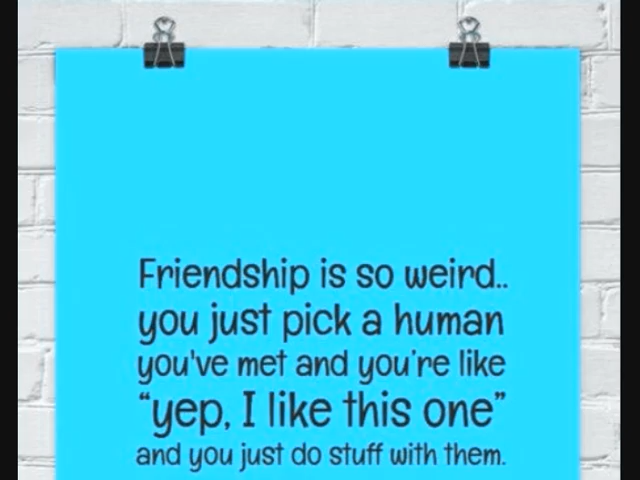 Friendship is so weird..
you just pick a human
you've met and you're like
“yep, I like this one”
and you just do stuff with them.